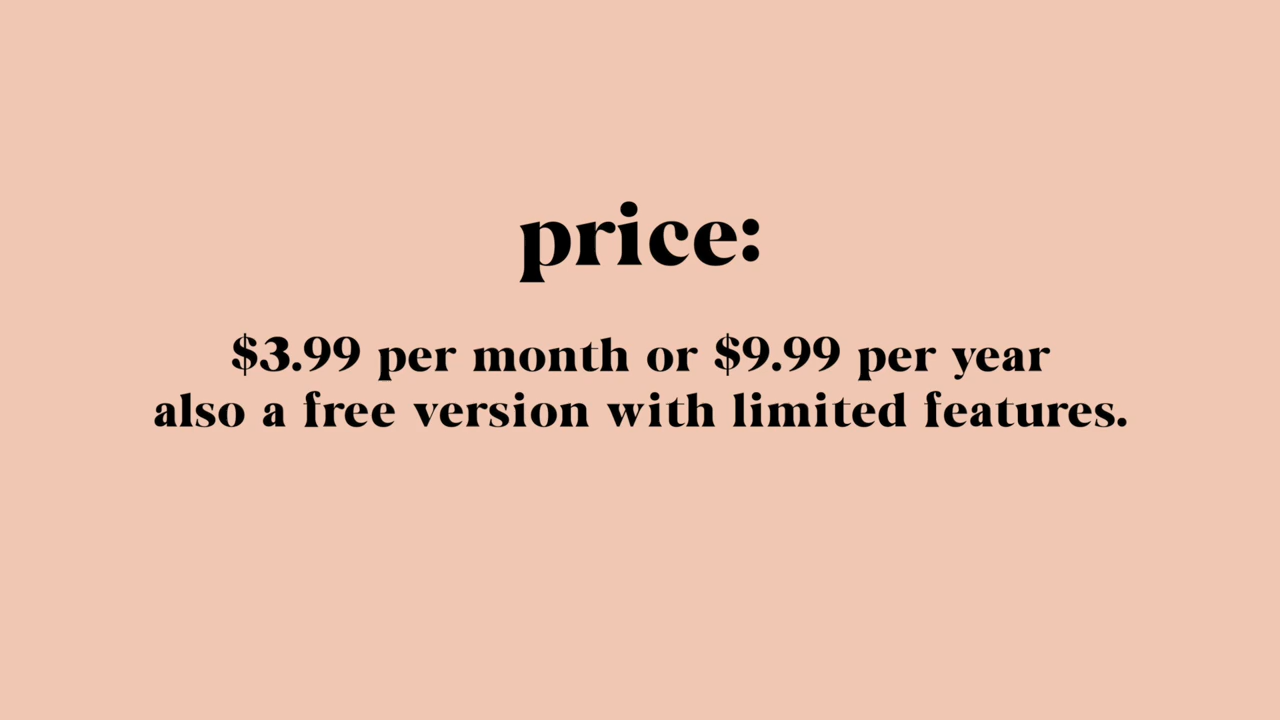 price:
$3.99 per month or $9.99 per year
also a free version with limited features.